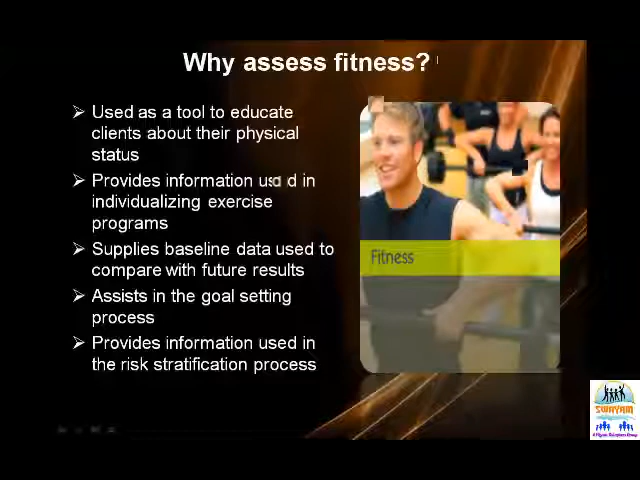 Why assess fitness?
➢ Used as a tool to educate
clients about their physical
status
➢ Provides information used in
individualizing exercise
programs
➢ Supplies baseline data used to
compare with future results
➢ Assists in the goal setting
process
➢ Provides information used in
the risk stratification process
Fitness
SWAYAM